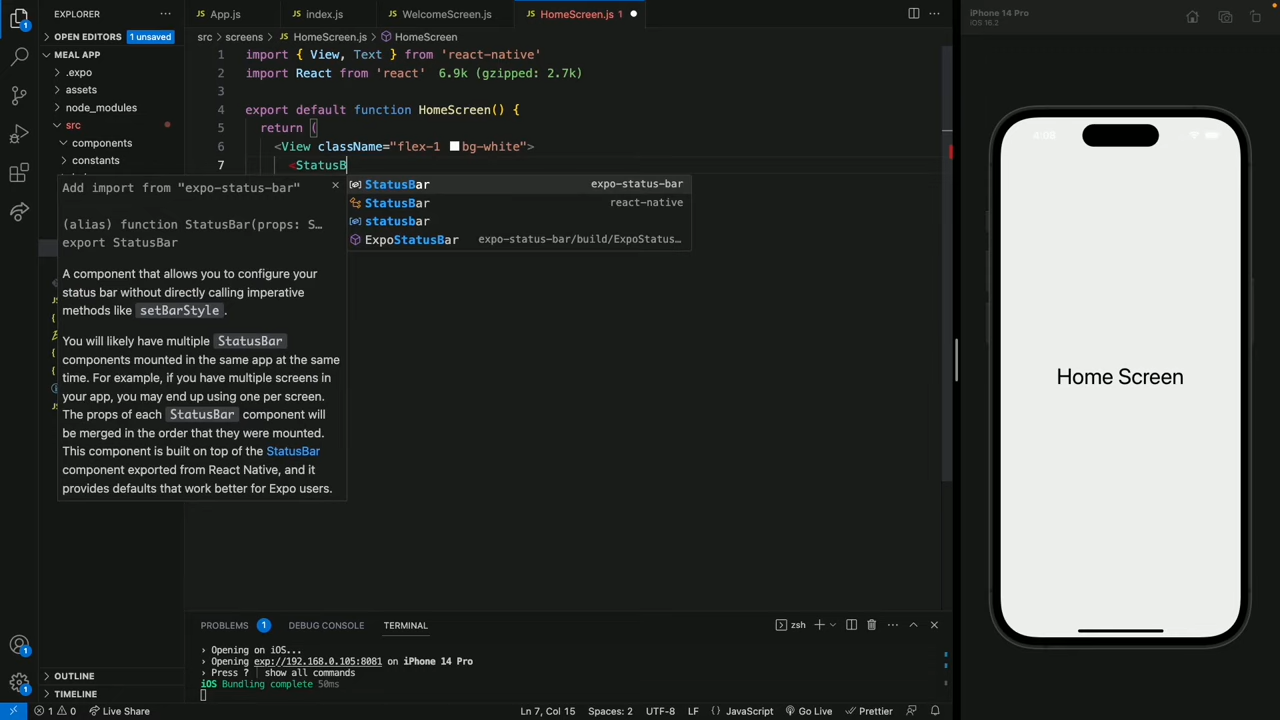 EXPLORER
OPEN EDITORS 1 unsaved
MEAL APP
.expo
assets
node_modules
src
components
constants
App.js
index.js
WelcomeScreen.js
HomeScreen.js 1
src > screens > HomeScreen.js > HomeScreen
1 import { View, Text } from 'react-native'
2 import React from 'react' 6.9k (gzipped: 2.7k)
3
4 export default function HomeScreen() {
5 return (
6 <View className="flex-1 bg-white">
7 <StatusB
Add import from "expo-status-bar"
(alias) function StatusBar(props: S…
export StatusBar
A component that allows you to configure your
status bar without directly calling imperative
methods like setBarStyle.
You will likely have multiple StatusBar
components mounted in the same app at the same
time. For example, if you have multiple screens in
your app, you may end up using one per screen.
The props of each StatusBar component will
be merged in the order that they were mounted.
This component is built on top of the StatusBar
component exported from React Native, and it
provides defaults that work better for Expo users.
StatusBar expo-status-bar
StatusBar react-native
statusbar
ExpoStatusBar expo-status-bar/build/ExpoStatus…
PROBLEMS 1 DEBUG CONSOLE TERMINAL
zsh
› Opening on iOS...
› Opening exp://192.168.0.105:8081 on iPhone 14 Pro
› Press ? | show all commands
iOS Bundling complete 50ms
OUTLINE
TIMELINE
1 0 Live Share
Ln 7, Col 15 Spaces: 2 UTF-8 LF { } JavaScript Go Live Prettier
iPhone 14 Pro
iOS 16.2
4:03
Home Screen